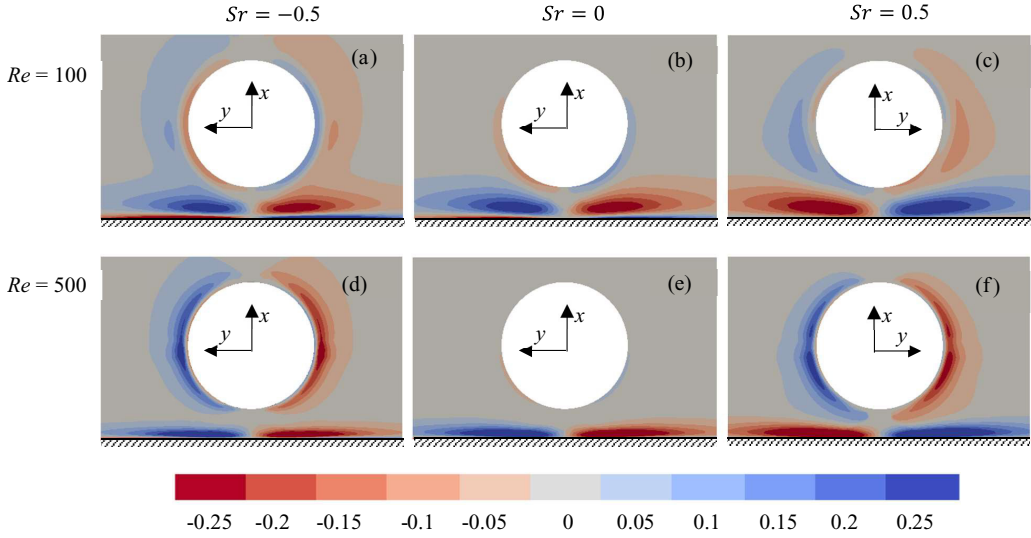 Sr = −0.5 Sr = 0 Sr = 0.5
Re = 100
(a) (b) (c)
x x x
y y y
Re = 500
(d) (e) (f)
x x x
y y y
-0.25 -0.2 -0.15 -0.1 -0.05 0 0.05 0.1 0.15 0.2 0.25